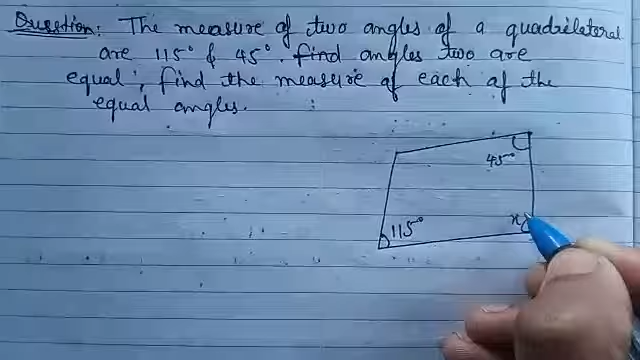 Question: The measure of two angles of a quadrilateral
are 115° & 45°. find angles two are
equal, find the measure of each of the
equal angles.
45°
115°
x